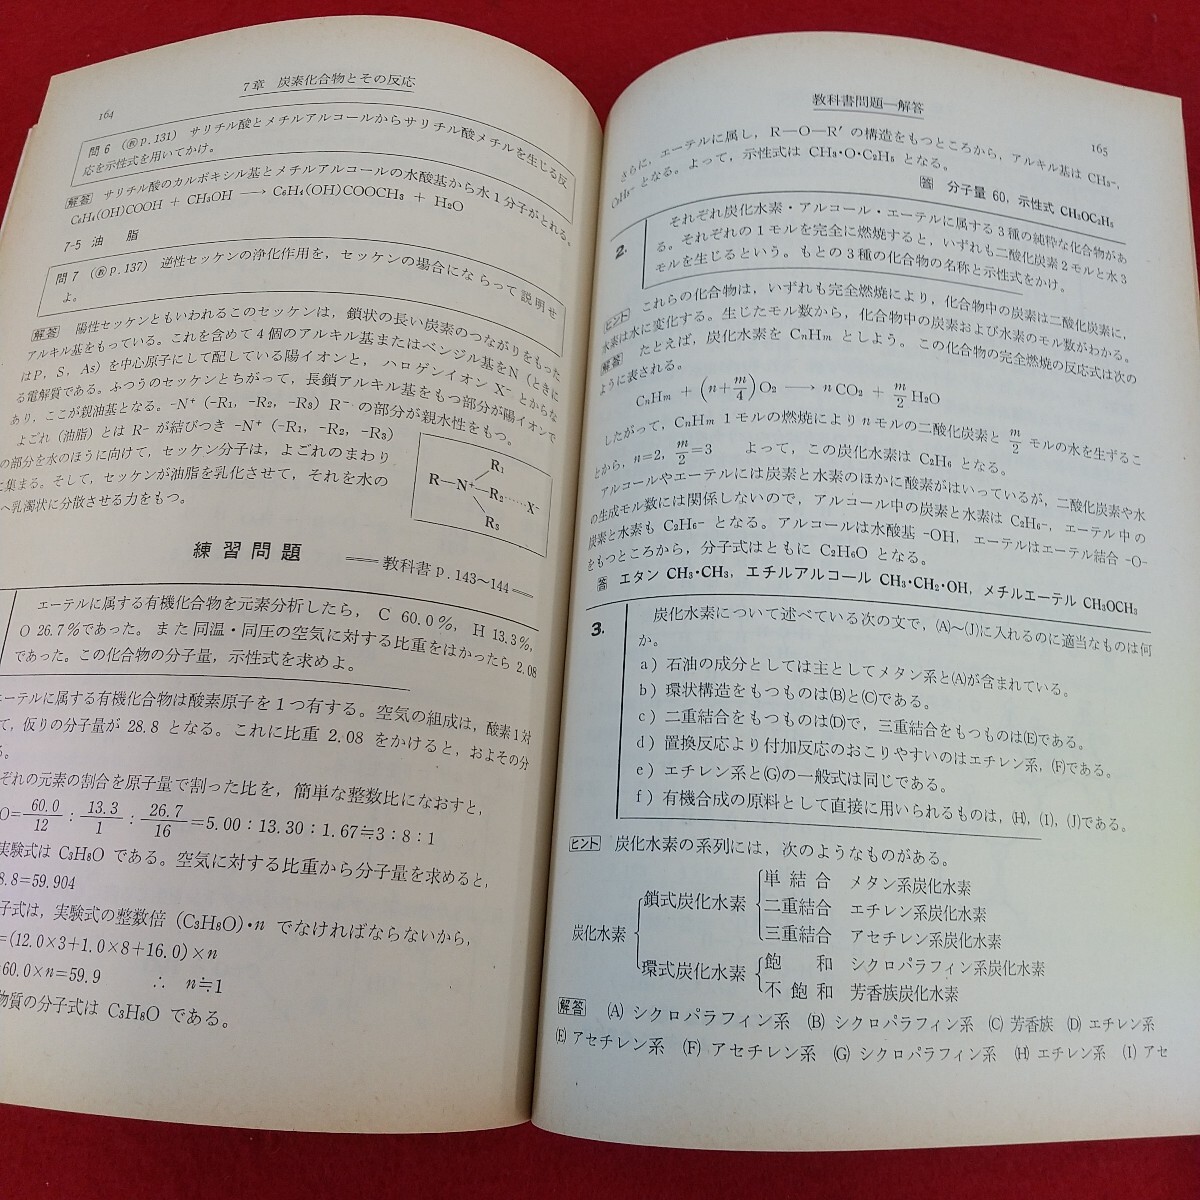 7章 炭素化合物とその反応
164
問6 (教p.131) サリチル酸とメチルアルコールからサリチル酸メチルを生じる反
応を示性式を用いてかけ。
解答 サリチル酸のカルボキシル基とメチルアルコールの水酸基から水1分子がとれる。
C₆H₄(OH)COOH + CH₃OH → C₆H₄(OH)COOCH₃ + H₂O
7-5 油 脂
問7 (教p.137) 逆性セッケンの浄化作用を, セッケンの場合にならって説明せ
よ。
解答 陽性セッケンともいわれるこのセッケンは, 鎖状の長い炭素のつながりをもった
アルキル基をもっている。これを含めて4個のアルキル基またはベンジル基をN (ときに
はP, S, As) を中心原子にして配している陽イオンと, ハロゲンイオン X⁻ とからな
る電解質である。ふつうのセッケンとちがって, 長鎖アルキル基をもつ部分が陽イオンで
あり, ここが親油基となる。-N⁺ (-R₁, -R₂, -R₃) R⁻ の部分が親水性をもつ。
よごれ (油脂) とは R⁻ が結びつき -N⁺ (-R₁, -R₂, -R₃)
の部分を水のほうに向けて, セッケン分子は, よごれのまわり
に集まる。そして, セッケンが油脂を乳化させて, それを水の
へ乳濁状に分散させる力をもつ。
R₁
R—N⁺—R₂……X⁻
R₃
練習問題 ══教科書 p.143〜144══
エーテルに属する有機化合物を元素分析したら, C 60.0%, H 13.3%,
O 26.7%であった。また同温・同圧の空気に対する比重をはかったら 2.08
であった。この化合物の分子量, 示性式を求めよ。
エーテルに属する有機化合物は酸素原子を1つ有する。空気の組成は, 酸素1対
て, 仮りの分子量が 28.8 となる。これに比重 2.08 をかけると, およその分
る。
ぞれの元素の割合を原子量で割った比を, 簡単な整数比になおすと,
O=60.0/12 : 13.3/1 : 26.7/16 =5.00:13.30:1.67≒3:8:1
実験式は C₃H₈O である。空気に対する比重から分子量を求めると,
8.8=59.904
子式は, 実験式の整数倍 (C₃H₈O)・n でなければならないから,
=(12.0×3+1.0×8+16.0)×n
60.0×n=59.9 ∴ n≒1
物質の分子式は C₃H₈O である。
教科書問題―解答
165
さらに, エーテルに属し, R—O—R′ の構造をもつところから, アルキル基は CH₃-,
C₂H₅- となる。よって, 示性式は CH₃・O・C₂H₅ となる。
答 分子量 60, 示性式 CH₃OC₂H₅
2. それぞれ炭化水素・アルコール・エーテルに属する3種の純粋な化合物があ
る。それぞれの1モルを完全に燃焼すると, いずれも二酸化炭素2モルと水3
モルを生じるという。もとの3種の化合物の名称と示性式をかけ。
ヒント これらの化合物は, いずれも完全燃焼により, 化合物中の炭素は二酸化炭素に,
水素は水に変化する。生じたモル数から, 化合物中の炭素および水素のモル数がわかる。
解答 たとえば, 炭化水素を CnHm としよう。この化合物の完全燃焼の反応式は次の
ように表される。
CnHm + (n+m/4)O₂ → nCO₂ + m/2 H₂O
したがって, CnHm 1モルの燃焼によりnモルの二酸化炭素と m/2 モルの水を生ずるこ
とから, n=2, m/2=3 よって, この炭化水素は C₂H₆ となる。
アルコールやエーテルには炭素と水素のほかに酸素がはいっているが, 二酸化炭素や水
の生成モル数には関係しないので, アルコール中の炭素と水素は C₂H₆-, エーテル中の
炭素と水素も C₂H₆- となる。アルコールは水酸基 -OH, エーテルはエーテル結合 -O-
をもつところから, 分子式はともに C₂H₆O となる。
答 エタン CH₃・CH₃, エチルアルコール CH₃・CH₂・OH, メチルエーテル CH₃OCH₃
3. 炭化水素について述べている次の文で, (A)〜(J)に入れるのに適当なものは何
か。
a) 石油の成分としては主としてメタン系と(A)が含まれている。
b) 環状構造をもつものは(B)と(C)である。
c) 二重結合をもつものは(D)で, 三重結合をもつものは(E)である。
d) 置換反応より付加反応のおこりやすいのはエチレン系, (F)である。
e) エチレン系と(G)の一般式は同じである。
f) 有機合成の原料として直接に用いられるものは, (H), (I), (J)である。
ヒント 炭化水素の系列には, 次のようなものがある。
炭化水素
鎖式炭化水素
単結合 メタン系炭化水素
二重結合 エチレン系炭化水素
三重結合 アセチレン系炭化水素
環式炭化水素
飽和 シクロパラフィン系炭化水素
不飽和 芳香族炭化水素
解答 (A) シクロパラフィン系 (B) シクロパラフィン系 (C) 芳香族 (D) エチレン系
(E) アセチレン系 (F) アセチレン系 (G) シクロパラフィン系 (H) エチレン系 (I) アセ